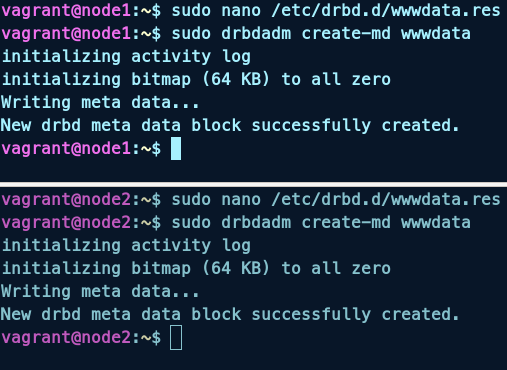 vagrant@node1:~$ sudo nano /etc/drbd.d/wwwdata.res
vagrant@node1:~$ sudo drbdadm create-md wwwdata
initializing activity log
initializing bitmap (64 KB) to all zero
Writing meta data...
New drbd meta data block successfully created.
vagrant@node1:~$
vagrant@node2:~$ sudo nano /etc/drbd.d/wwwdata.res
vagrant@node2:~$ sudo drbdadm create-md wwwdata
initializing activity log
initializing bitmap (64 KB) to all zero
Writing meta data...
New drbd meta data block successfully created.
vagrant@node2:~$